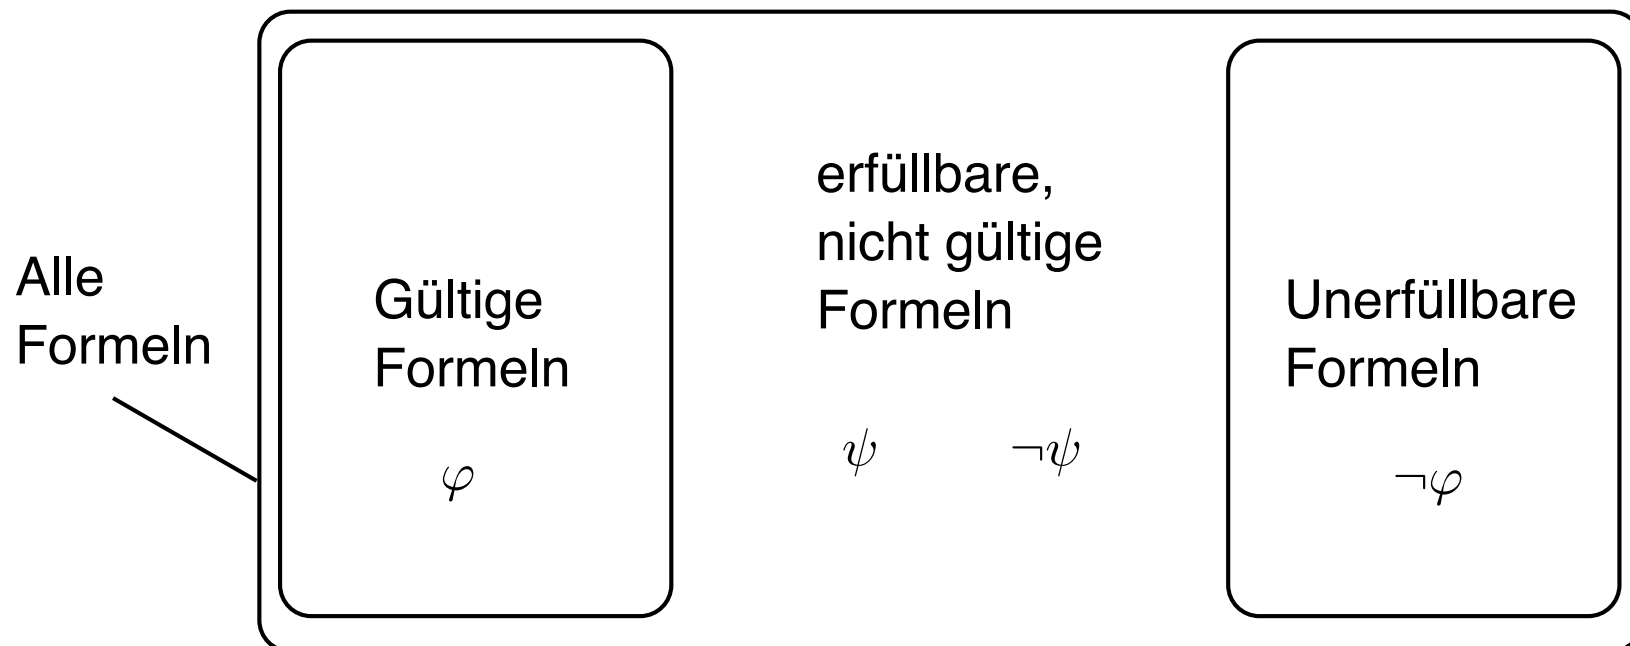 Alle
Formeln
Gültige
Formeln
φ
erfüllbare,
nicht gültige
Formeln
ψ ¬ψ
Unerfüllbare
Formeln
¬φ